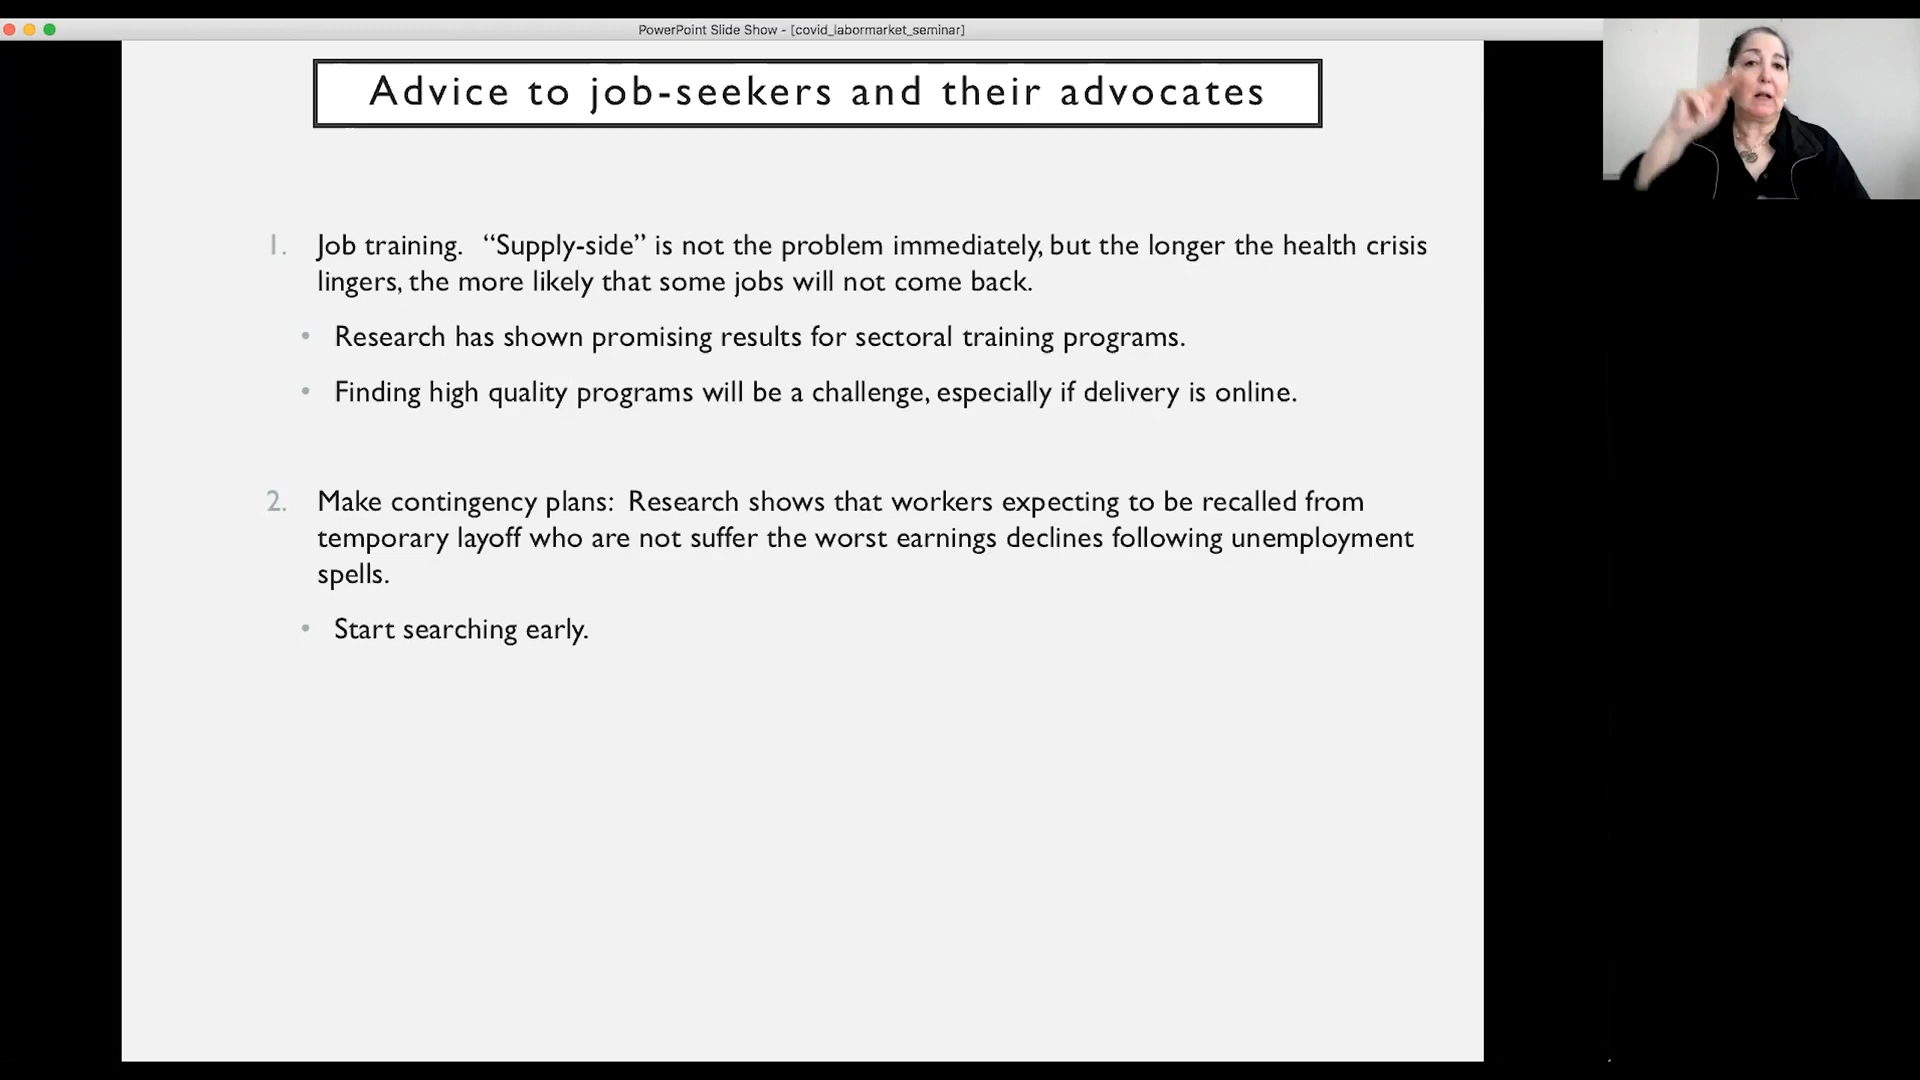 PowerPoint Slide Show - [covid_labormarket_seminar]
Advice to job-seekers and their advocates
1. Job training. “Supply-side” is not the problem immediately, but the longer the health crisis
lingers, the more likely that some jobs will not come back.
• Research has shown promising results for sectoral training programs.
• Finding high quality programs will be a challenge, especially if delivery is online.
2. Make contingency plans: Research shows that workers expecting to be recalled from
temporary layoff who are not suffer the worst earnings declines following unemployment
spells.
• Start searching early.